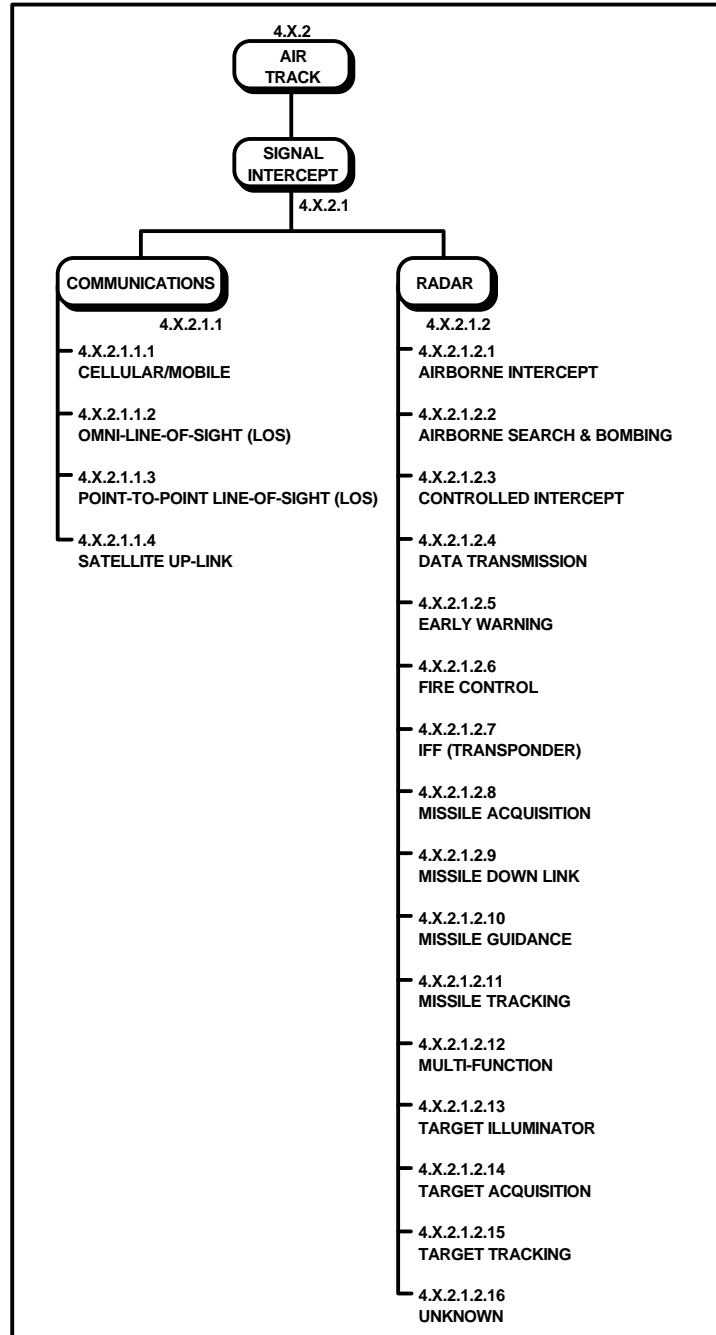 4.X.2
AIR
TRACK
SIGNAL
INTERCEPT
4.X.2.1
COMMUNICATIONS
4.X.2.1.1
4.X.2.1.1.1
CELLULAR/MOBILE
4.X.2.1.1.2
OMNI-LINE-OF-SIGHT (LOS)
4.X.2.1.1.3
POINT-TO-POINT LINE-OF-SIGHT (LOS)
4.X.2.1.1.4
SATELLITE UP-LINK
RADAR
4.X.2.1.2
4.X.2.1.2.1
AIRBORNE INTERCEPT
4.X.2.1.2.2
AIRBORNE SEARCH & BOMBING
4.X.2.1.2.3
CONTROLLED INTERCEPT
4.X.2.1.2.4
DATA TRANSMISSION
4.X.2.1.2.5
EARLY WARNING
4.X.2.1.2.6
FIRE CONTROL
4.X.2.1.2.7
IFF (TRANSPONDER)
4.X.2.1.2.8
MISSILE ACQUISITION
4.X.2.1.2.9
MISSILE DOWN LINK
4.X.2.1.2.10
MISSILE GUIDANCE
4.X.2.1.2.11
MISSILE TRACKING
4.X.2.1.2.12
MULTI-FUNCTION
4.X.2.1.2.13
TARGET ILLUMINATOR
4.X.2.1.2.14
TARGET ACQUISITION
4.X.2.1.2.15
TARGET TRACKING
4.X.2.1.2.16
UNKNOWN